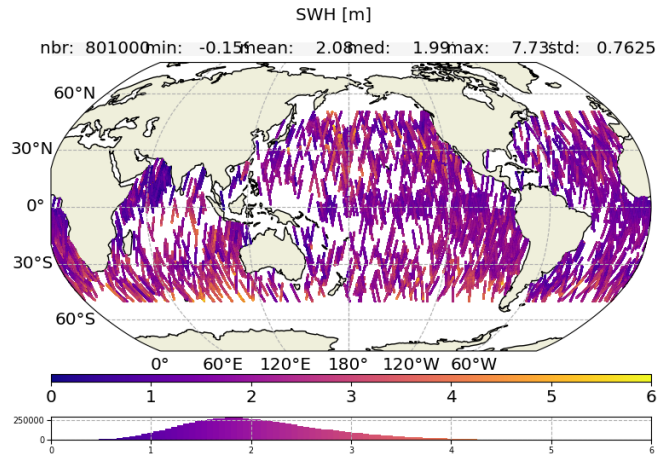 SWH [m]
nbr: 801000 min: -0.15 mean: 2.08 med: 1.99 max: 7.73 std: 0.7625
60°N
30°N
0°
30°S
60°S
0° 60°E 120°E 180° 120°W 60°W
0 1 2 3 4 5 6
250000
0
0 1 2 3 4 5 6